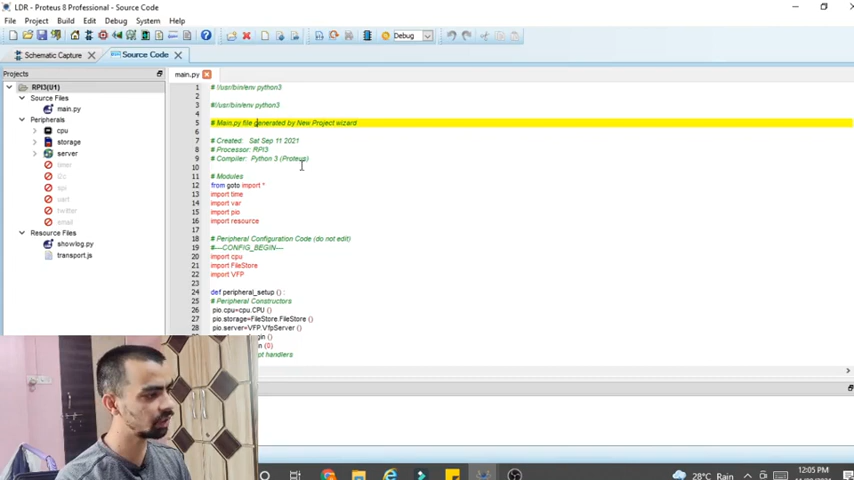 LDR - Proteus 8 Professional - Source Code
File Project Build Edit Debug System Help
Debug
Schematic Capture Source Code
Projects
RPI3(U1)
Source Files
main.py
Peripherals
cpu
storage
server
timer
i2c
spi
uart
twitter
email
Resource Files
showlog.py
transport.js
main.py
1 # !/usr/bin/env python3
2
3 #!/usr/bin/env python3
4
5 # Main.py file generated by New Project wizard
6
7 # Created: Sat Sep 11 2021
8 # Processor: RPI3
9 # Compiler: Python 3 (Proteus)
10
11 # Modules
12 from goto import *
13 import time
14 import var
15 import pio
16 import resource
17
18 # Peripheral Configuration Code (do not edit)
19 #---CONFIG_BEGIN---
20 import cpu
21 import FileStore
22 import VFP
23
24 def peripheral_setup () :
25 # Peripheral Constructors
26 pio.cpu=cpu.CPU ()
27 pio.storage=FileStore.FileStore ()
28 pio.server=VFP.VfpServer ()
()
(0)
handlers
28°C Rain
12:05 PM